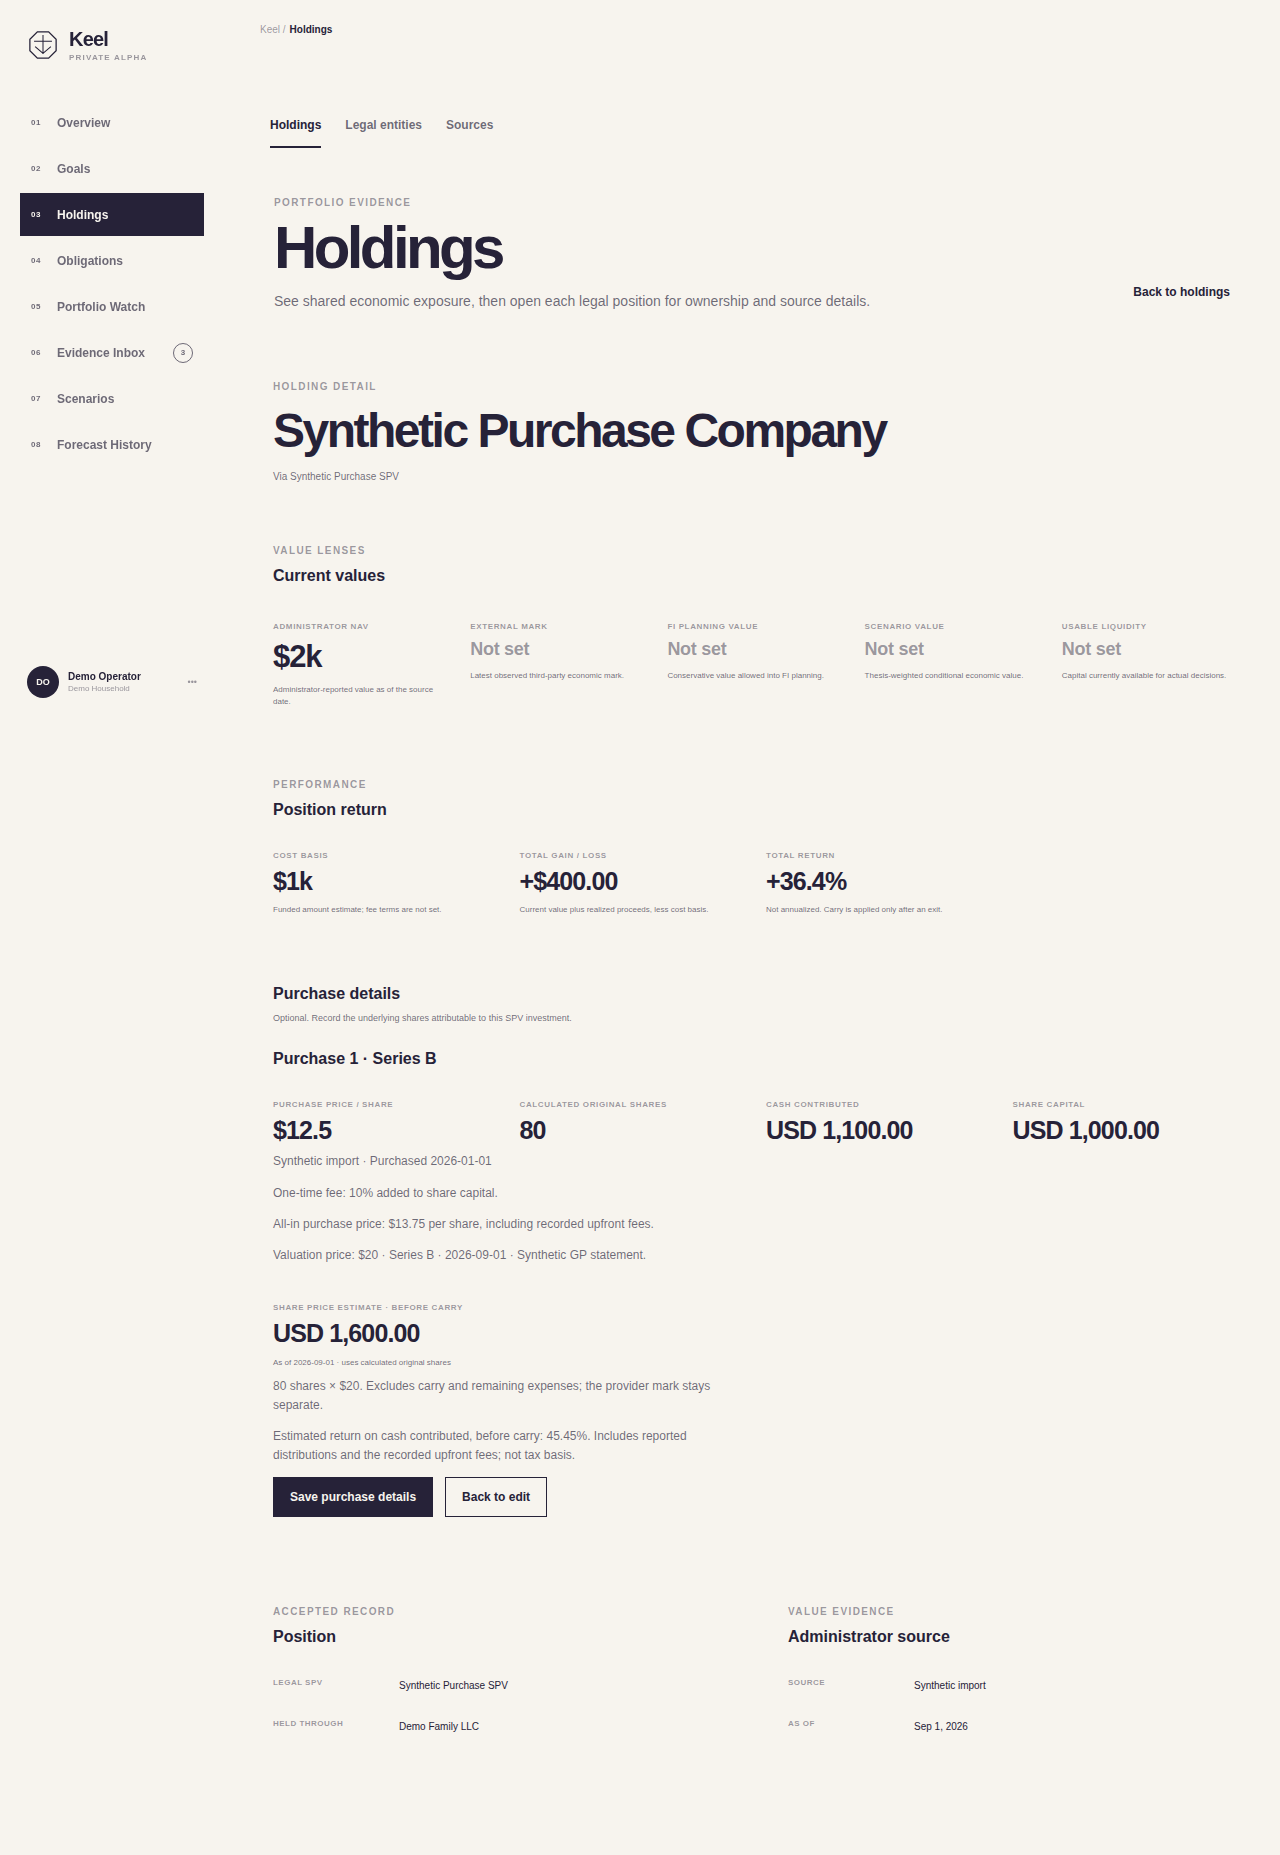 Keel
PRIVATE ALPHA
01 Overview
02 Goals
03 Holdings
04 Obligations
05 Portfolio Watch
06 Evidence Inbox 3
07 Scenarios
08 Forecast History
DO Demo Operator
Demo Household
•••
Keel / Holdings
Holdings Legal entities Sources
PORTFOLIO EVIDENCE
Holdings
See shared economic exposure, then open each legal position for ownership and source details.
Back to holdings
HOLDING DETAIL
Synthetic Purchase Company
Via Synthetic Purchase SPV
VALUE LENSES
Current values
ADMINISTRATOR NAV
$2k
Administrator-reported value as of the source
date.
EXTERNAL MARK
Not set
Latest observed third-party economic mark.
FI PLANNING VALUE
Not set
Conservative value allowed into FI planning.
SCENARIO VALUE
Not set
Thesis-weighted conditional economic value.
USABLE LIQUIDITY
Not set
Capital currently available for actual decisions.
PERFORMANCE
Position return
COST BASIS
$1k
Funded amount estimate; fee terms are not set.
TOTAL GAIN / LOSS
+$400.00
Current value plus realized proceeds, less cost basis.
TOTAL RETURN
+36.4%
Not annualized. Carry is applied only after an exit.
Purchase details
Optional. Record the underlying shares attributable to this SPV investment.
Purchase 1 · Series B
PURCHASE PRICE / SHARE
$12.5
CALCULATED ORIGINAL SHARES
80
CASH CONTRIBUTED
USD 1,100.00
SHARE CAPITAL
USD 1,000.00
Synthetic import · Purchased 2026-01-01
One-time fee: 10% added to share capital.
All-in purchase price: $13.75 per share, including recorded upfront fees.
Valuation price: $20 · Series B · 2026-09-01 · Synthetic GP statement.
SHARE PRICE ESTIMATE · BEFORE CARRY
USD 1,600.00
As of 2026-09-01 · uses calculated original shares
80 shares × $20. Excludes carry and remaining expenses; the provider mark stays
separate.
Estimated return on cash contributed, before carry: 45.45%. Includes reported
distributions and the recorded upfront fees; not tax basis.
Save purchase details Back to edit
ACCEPTED RECORD
Position
LEGAL SPV Synthetic Purchase SPV
HELD THROUGH Demo Family LLC
VALUE EVIDENCE
Administrator source
SOURCE Synthetic import
AS OF Sep 1, 2026